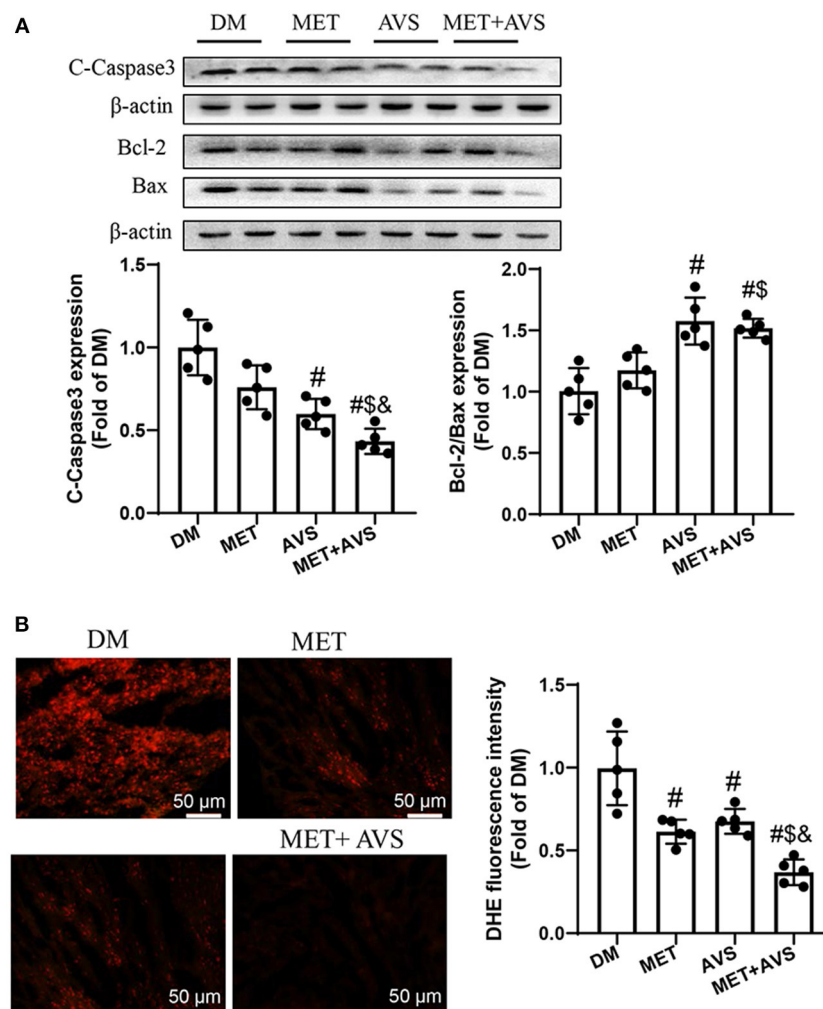 A
DM MET AVS MET+AVS
C-Caspase3
β-actin
Bcl-2
Bax
β-actin
C-Caspase3 expression
(Fold of DM)
1.5
1.0
0.5
0.0
#
#$&
DM
MET
AVS
MET+AVS
Bcl-2/Bax expression
(Fold of DM)
2.0
1.5
1.0
0.5
0.0
#
#$
DM
MET
AVS
MET+AVS
B
DM
MET
50 μm
50 μm
MET+ AVS
50 μm
50 μm
DHE fluorescence intensity
(Fold of DM)
1.5
1.0
0.5
0.0
#
#
#$&
DM
MET
AVS
MET+AVS